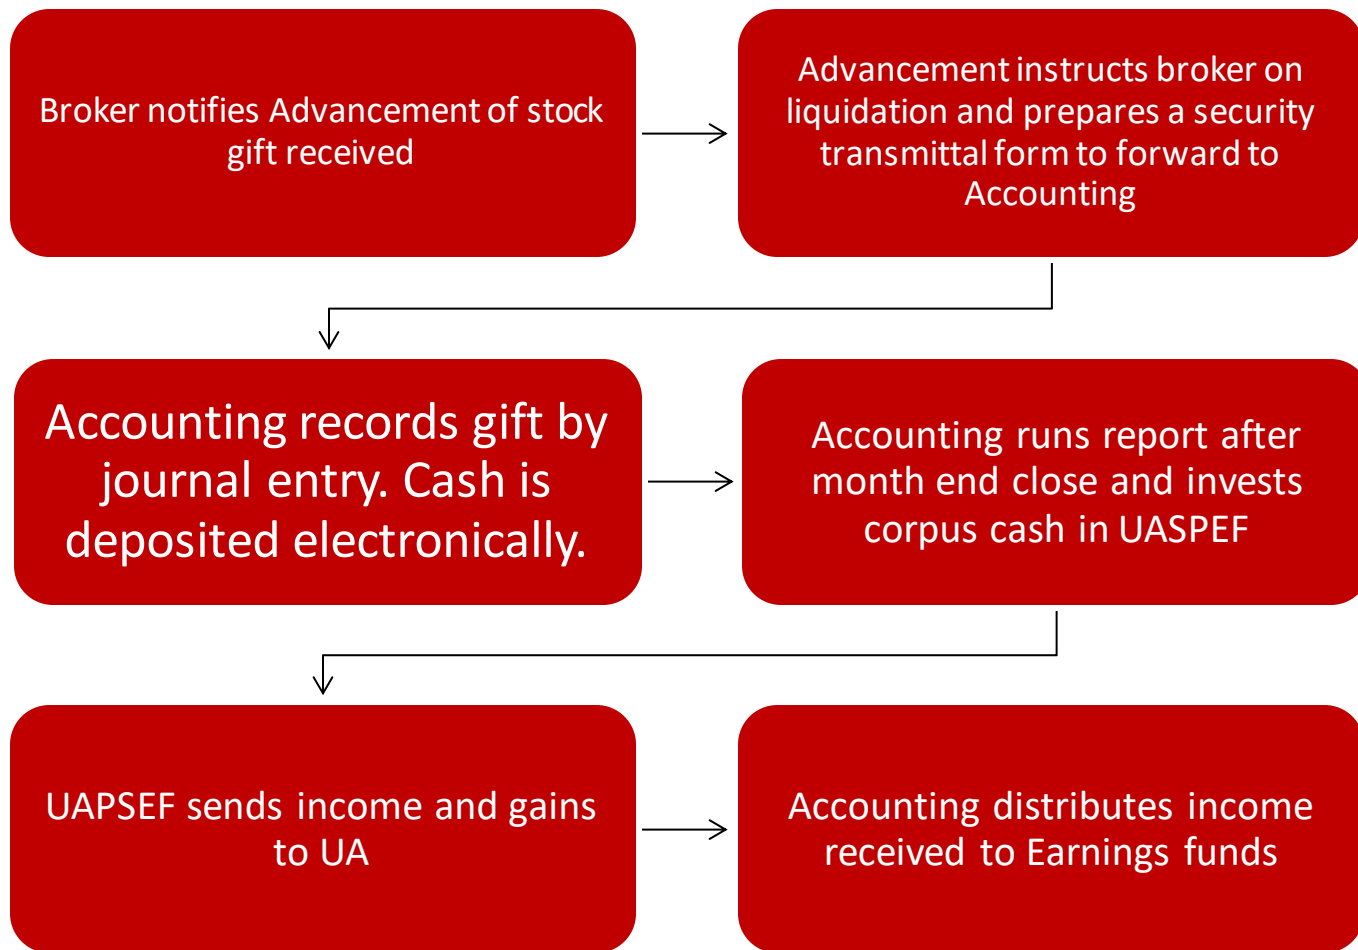 Broker notifies Advancement of stock
gift received
Advancement instructs broker on
liquidation and prepares a security
transmittal form to forward to
Accounting
Accounting records gift by
journal entry. Cash is
deposited electronically.
Accounting runs report after
month end close and invests
corpus cash in UASPEF
UAPSEF sends income and gains
to UA
Accounting distributes income
received to Earnings funds